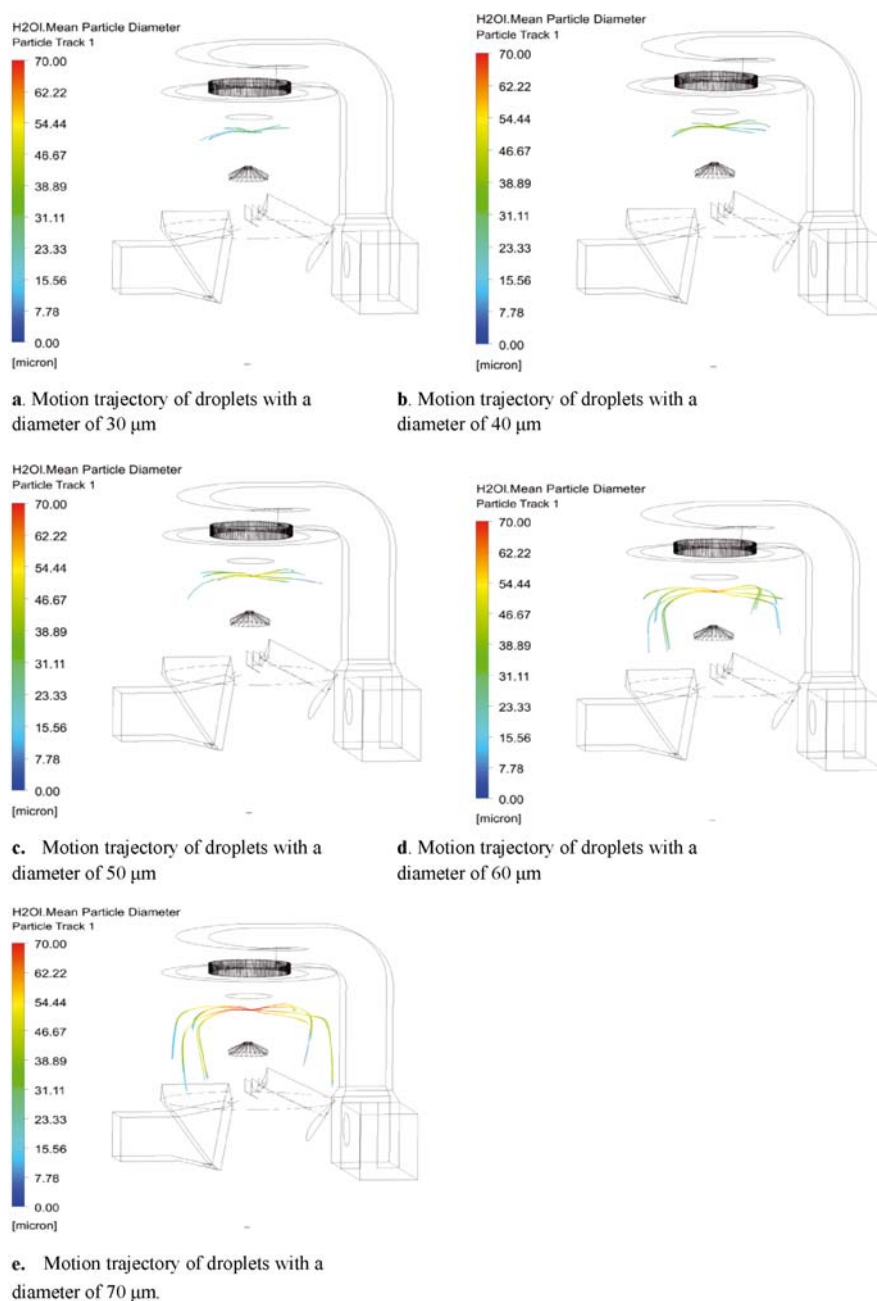 H2Ol.Mean Particle Diameter
Particle Track 1
70.00
62.22
54.44
46.67
38.89
31.11
23.33
15.56
7.78
0.00
[micron]
a. Motion trajectory of droplets with a
diameter of 30 μm
H2Ol.Mean Particle Diameter
Particle Track 1
70.00
62.22
54.44
46.67
38.89
31.11
23.33
15.56
7.78
0.00
[micron]
b. Motion trajectory of droplets with a
diameter of 40 μm
H2Ol.Mean Particle Diameter
Particle Track 1
70.00
62.22
54.44
46.67
38.89
31.11
23.33
15.56
7.78
0.00
[micron]
c. Motion trajectory of droplets with a
diameter of 50 μm
H2Ol.Mean Particle Diameter
Particle Track 1
70.00
62.22
54.44
46.67
38.89
31.11
23.33
15.56
7.78
0.00
[micron]
d. Motion trajectory of droplets with a
diameter of 60 μm
H2Ol.Mean Particle Diameter
Particle Track 1
70.00
62.22
54.44
46.67
38.89
31.11
23.33
15.56
7.78
0.00
[micron]
e. Motion trajectory of droplets with a
diameter of 70 μm.